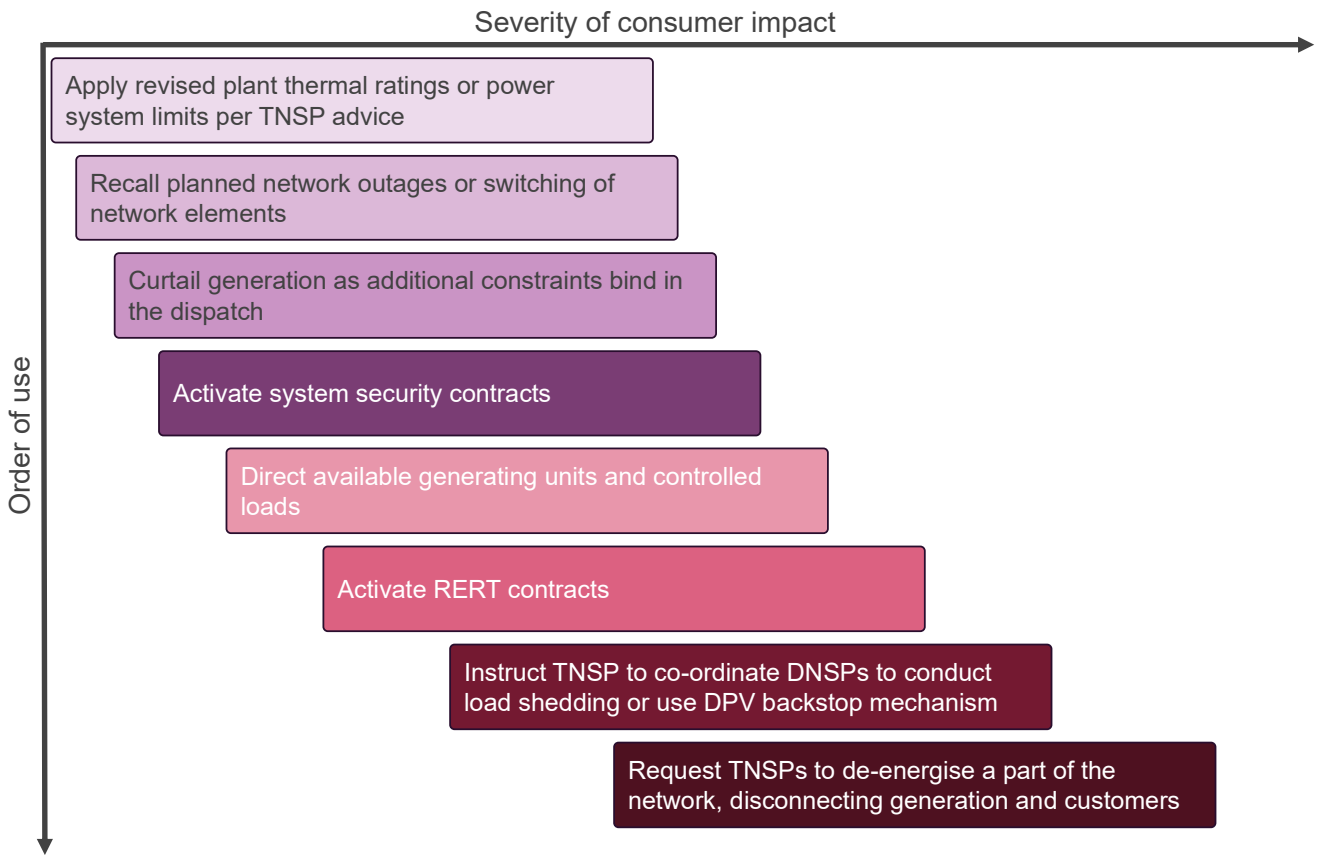 Severity of consumer impact
Order of use
Apply revised plant thermal ratings or power
system limits per TNSP advice
Recall planned network outages or switching of
network elements
Curtail generation as additional constraints bind in
the dispatch
Activate system security contracts
Direct available generating units and controlled
loads
Activate RERT contracts
Instruct TNSP to co-ordinate DNSPs to conduct
load shedding or use DPV backstop mechanism
Request TNSPs to de-energise a part of the
network, disconnecting generation and customers